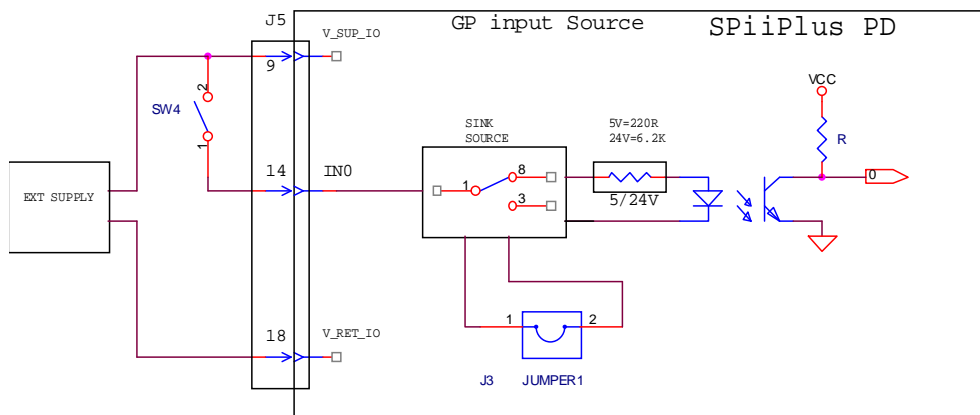 J5
GP input Source
SPiiPlus PD
V_SUP_IO
9
VCC
2
SW4
1
SINK
SOURCE
5V=220R
24V=6.2K
R
14
IN0
1
8
3
5/24V
0
EXT SUPPLY
18
V_RET_IO
1
2
J3
JUMPER1